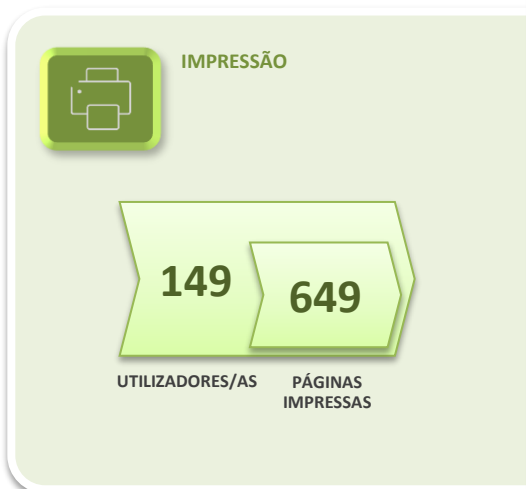 IMPRESSÃO
149
649
UTILIZADORES/AS
PÁGINAS
IMPRESSAS